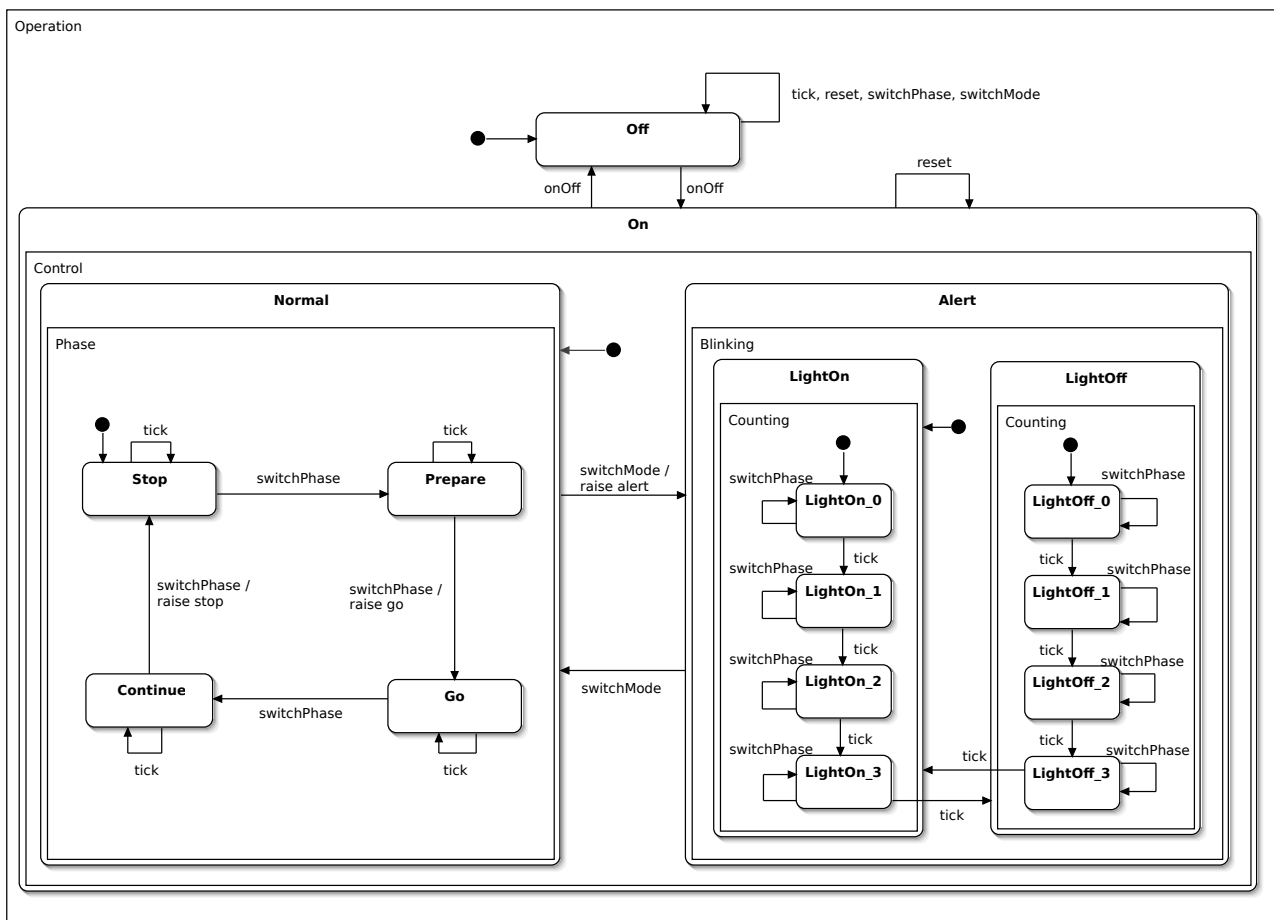 Operation
tick, reset, switchPhase, switchMode
Off
onOff
onOff
reset
On
Control
Normal
Alert
Phase
Blinking
LightOn
LightOff
Counting
Counting
tick
tick
Stop
switchPhase
Prepare
switchMode /
raise alert
switchPhase
LightOn_0
switchPhase
LightOff_0
tick
tick
switchPhase /
raise stop
switchPhase /
raise go
switchPhase
LightOn_1
switchPhase
LightOff_1
tick
tick
switchPhase
LightOn_2
switchPhase
LightOff_2
Continue
switchPhase
Go
switchMode
tick
tick
tick
tick
switchPhase
LightOn_3
tick
switchPhase
LightOff_3
tick